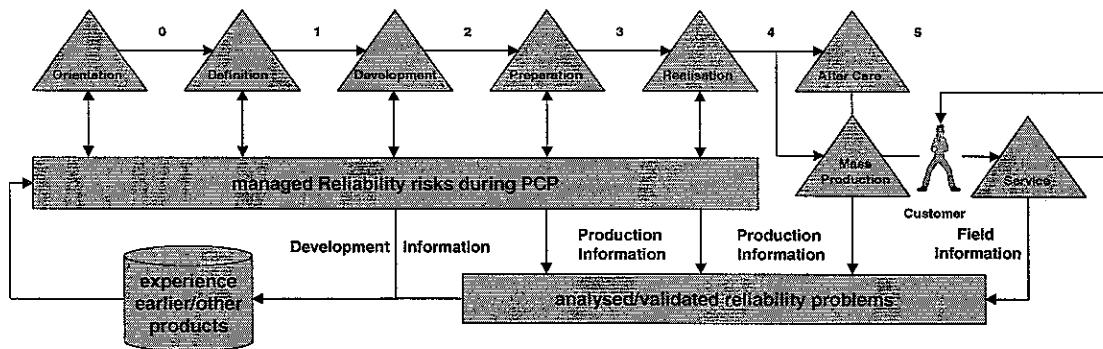 0
1
2
3
4
5
Orientation
Definition
Development
Preparation
Realisation
After Care
managed Reliability risks during PCP
Mass
Production
Customer
Service
Development Information
Production
Information
Production
Information
Field
Information
experience
earlier/other
products
analysed/validated reliability problems